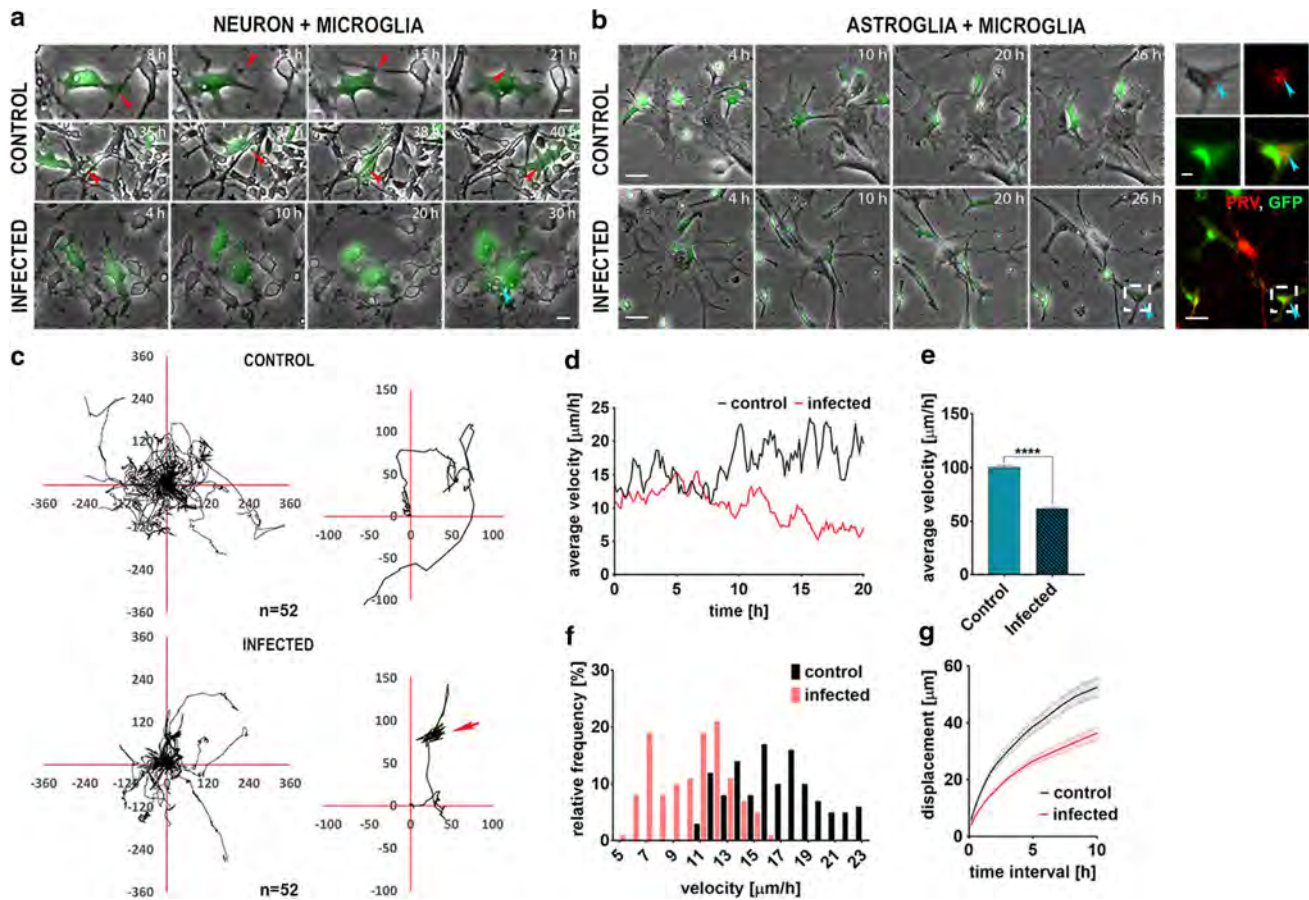 a
NEURON + MICROGLIA
CONTROL
8 h
13 h
15 h
21 h
35 h
38 h
INFECTED
4 h
10 h
20 h
30 h
b
ASTROGLIA + MICROGLIA
CONTROL
4 h
10 h
20 h
26 h
INFECTED
4 h
10 h
20 h
26 h
PRV, GFP
c
CONTROL
360
240
120
0
-360 -240 -120 0 120 240 360
-120
-240
-360
n=52
150
100
50
0
-100 -50 0 50 100
-50
-100
INFECTED
360
240
120
0
-360 -240 -120 0 120 240 360
-120
-240
-360
n=52
150
100
50
0
-100 -50 0 50 100
-50
-100
d
average velocity [µm/h]
25
20
15
10
5
0
control infected
0 5 10 15 20
time [h]
e
average velocity [µm/h]
150
100
50
0
****
Control
Infected
f
relative frequency [%]
30
20
10
0
control
infected
5 7 9 11 13 15 17 19 21 23
velocity [µm/h]
g
displacement [µm]
60
40
20
0
control
infected
0 5 10
time interval [h]